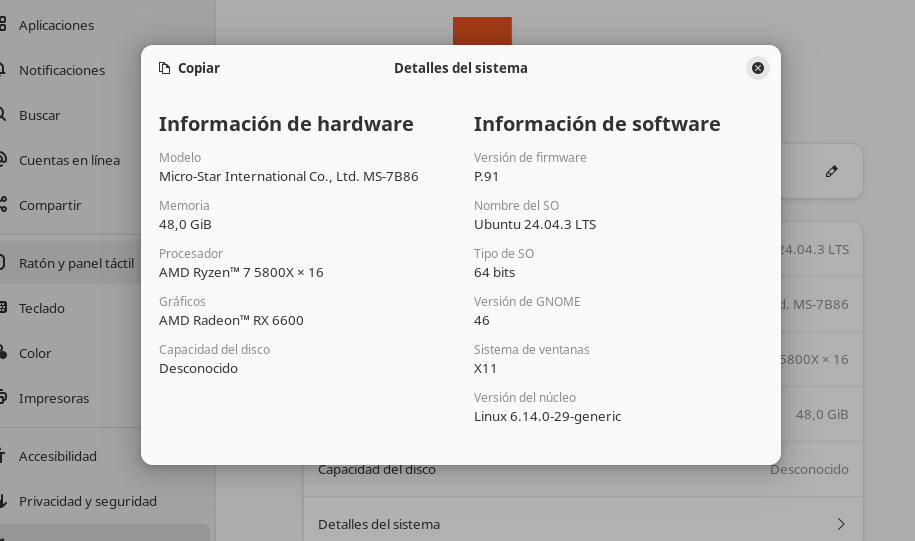 Aplicaciones
Notificaciones
Buscar
Cuentas en línea
Compartir
Ratón y panel táctil
Teclado
Color
Impresoras
Accesibilidad
Privacidad y seguridad
Copiar
Detalles del sistema
Información de hardware
Modelo
Micro-Star International Co., Ltd. MS-7B86
Memoria
48,0 GiB
Procesador
AMD Ryzen™ 7 5800X × 16
Gráficos
AMD Radeon™ RX 6600
Capacidad del disco
Desconocido
Información de software
Versión de firmware
P.91
Nombre del SO
Ubuntu 24.04.3 LTS
Tipo de SO
64 bits
Versión de GNOME
46
Sistema de ventanas
X11
Versión del núcleo
Linux 6.14.0-29-generic
24.04.3 LTS
d. MS-7B86
5800X × 16
48,0 GiB
Capacidad del disco Desconocido
Detalles del sistema